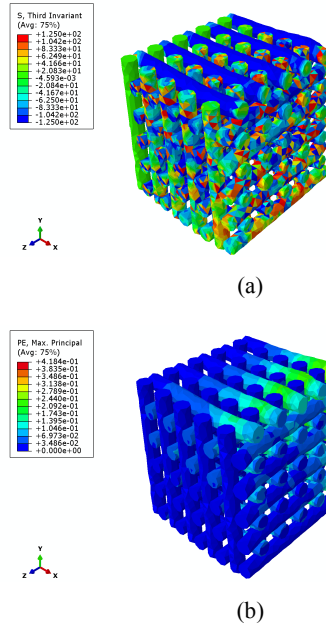 S, Third Invariant
(Avg: 75%)
+1.250e+02
+1.042e+02
+8.333e+01
+6.249e+01
+4.166e+01
+2.083e+01
-4.593e-03
-2.084e+01
-4.167e+01
-6.250e+01
-8.333e+01
-1.042e+02
-1.250e+02
Y
Z X
(a)
PE, Max. Principal
(Avg: 75%)
+4.184e-01
+3.835e-01
+3.486e-01
+3.138e-01
+2.789e-01
+2.440e-01
+2.092e-01
+1.743e-01
+1.395e-01
+1.046e-01
+6.973e-02
+3.486e-02
+0.000e+00
Y
Z X
(b)